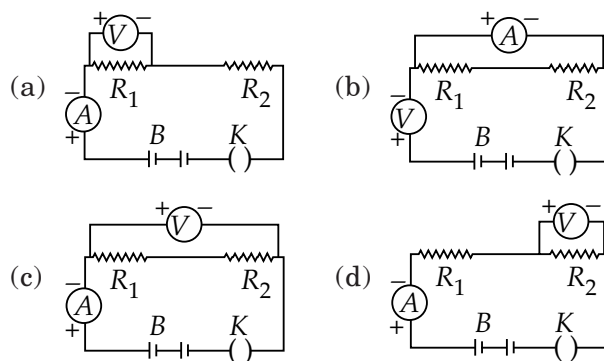 (a) + V −
− A + R1 R2
B K ( )
(b) + A −
− V + R1 R2
B K ( )
(c) + V −
− A + R1 R2
B K ( )
(d) + V −
− A + R1 R2
B K ( )